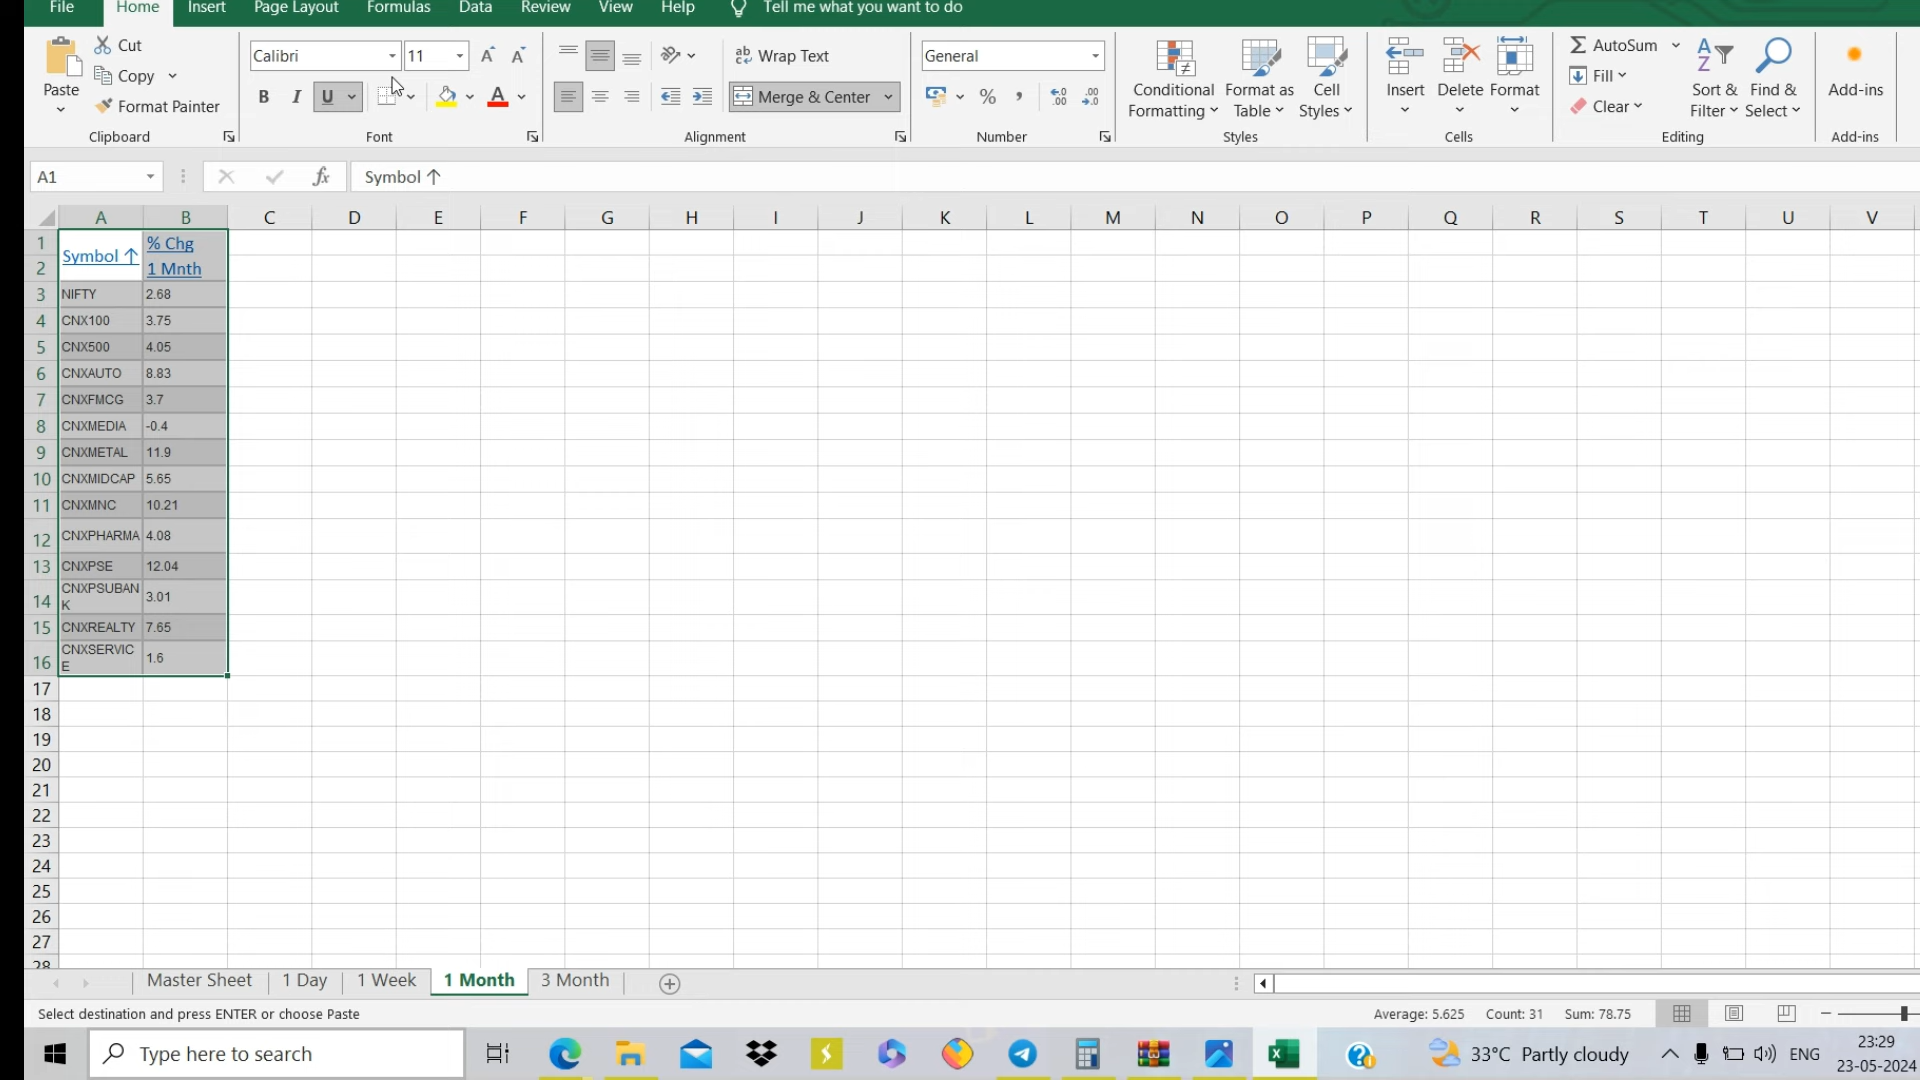 File Home Insert Page Layout Formulas Data Review View Help Tell me what you want to do
Paste
Cut
Copy
Format Painter
Clipboard
Calibri 11
B I U A
Font
Wrap Text
Merge & Center
Alignment
General
% ,
Number
Conditional Formatting
Format as Table
Cell Styles
Styles
Insert Delete Format
Cells
AutoSum
Fill
Clear
Sort & Filter
Find & Select
Editing
Add-ins
Add-ins
A1 fx Symbol ↑
A B C D E F G H I J K L M N O P Q R S T U V
1 Symbol ↑ % Chg
2 1 Mnth
3 NIFTY 2.68
4 CNX100 3.75
5 CNX500 4.05
6 CNXAUTO 8.83
7 CNXFMCG 3.7
8 CNXMEDIA -0.4
9 CNXMETAL 11.9
10 CNXMIDCAP 5.65
11 CNXMNC 10.21
12 CNXPHARMA 4.08
13 CNXPSE 12.04
14 CNXPSUBANK 3.01
15 CNXREALTY 7.65
16 CNXSERVICE 1.6
17
18
19
20
21
22
23
24
25
26
27
28
Master Sheet 1 Day 1 Week 1 Month 3 Month
Select destination and press ENTER or choose Paste Average: 5.625 Count: 31 Sum: 78.75
Type here to search 33°C Partly cloudy ENG 23:29
23-05-2024